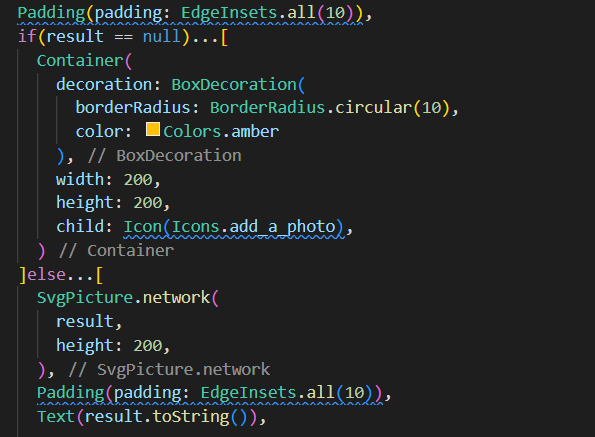 Padding(padding: EdgeInsets.all(10)),
if(result == null)...[
Container(
decoration: BoxDecoration(
borderRadius: BorderRadius.circular(10),
color: Colors.amber
), // BoxDecoration
width: 200,
height: 200,
child: Icon(Icons.add_a_photo),
) // Container
]else...[
SvgPicture.network(
result,
height: 200,
), // SvgPicture.network
Padding(padding: EdgeInsets.all(10)),
Text(result.toString()),